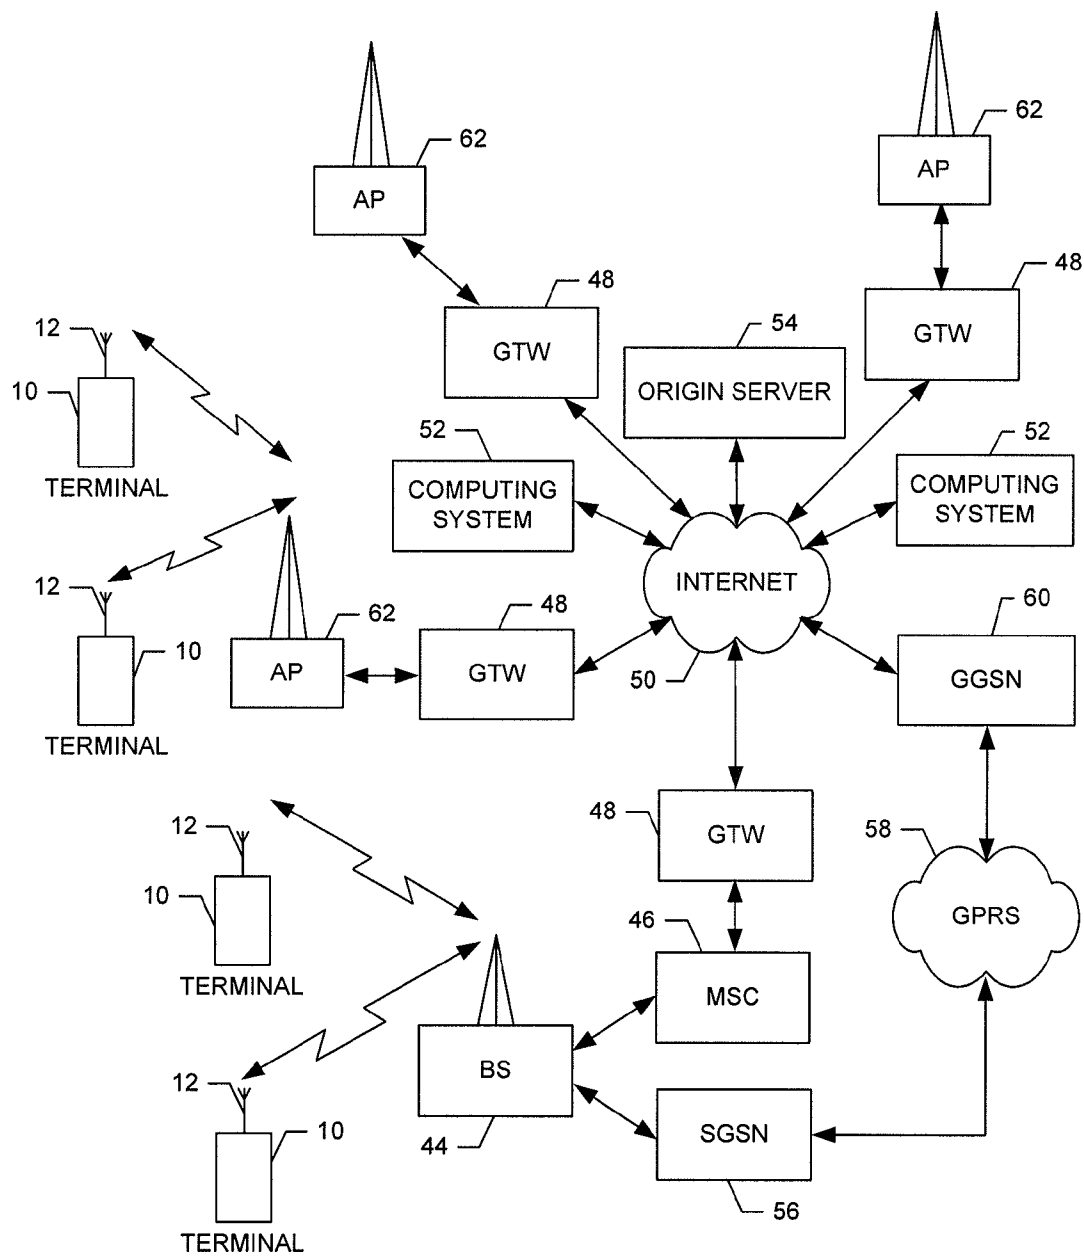 62
AP
62
AP
48
GTW
48
GTW
54
ORIGIN SERVER
12
10
TERMINAL
52
COMPUTING
SYSTEM
52
COMPUTING
SYSTEM
INTERNET
50
12
10
TERMINAL
62
AP
48
GTW
60
GGSN
48
GTW
58
GPRS
12
10
TERMINAL
46
MSC
BS
44
SGSN
56
12
10
TERMINAL